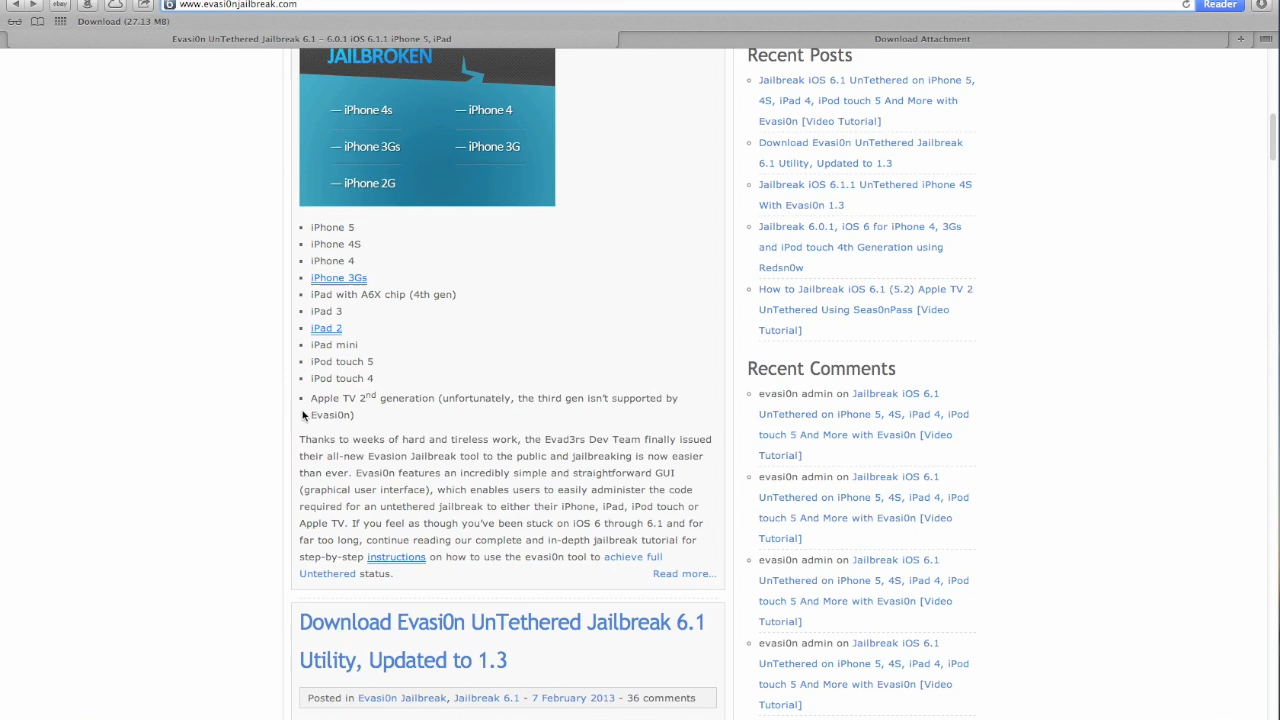 www.evasi0njailbreak.com
Reader
ebay
Download (27.13 MB)
Evasi0n UnTethered Jailbreak 6.1 – 6.0.1 iOS 6.1.1 iPhone 5, iPad
Download Attachment
JAILBROKEN
— iPhone 4s
— iPhone 4
— iPhone 3Gs
— iPhone 3G
— iPhone 2G
iPhone 5
iPhone 4S
iPhone 4
iPhone 3Gs
iPad with A6X chip (4th gen)
iPad 3
iPad 2
iPad mini
iPod touch 5
iPod touch 4
Apple TV 2nd generation (unfortunately, the third gen isn't supported by
Evasi0n)
Thanks to weeks of hard and tireless work, the Evad3rs Dev Team finally issued
their all-new Evasion Jailbreak tool to the public and jailbreaking is now easier
than ever. Evasi0n features an incredibly simple and straightforward GUI
(graphical user interface), which enables users to easily administer the code
required for an untethered jailbreak to either their iPhone, iPad, iPod touch or
Apple TV. If you feel as though you've been stuck on iOS 6 through 6.1 and for
far too long, continue reading our complete and in-depth jailbreak tutorial for
step-by-step instructions on how to use the evasi0n tool to achieve full
Untethered status.
Read more...
Download Evasi0n UnTethered Jailbreak 6.1
Utility, Updated to 1.3
Posted in Evasi0n Jailbreak, Jailbreak 6.1 - 7 February 2013 - 36 comments
Recent Posts
Jailbreak iOS 6.1 UnTethered on iPhone 5,
4S, iPad 4, iPod touch 5 And More with
Evasi0n [Video Tutorial]
Download Evasi0n UnTethered Jailbreak
6.1 Utility, Updated to 1.3
Jailbreak iOS 6.1.1 UnTethered iPhone 4S
With Evasi0n 1.3
Jailbreak 6.0.1, iOS 6 for iPhone 4, 3Gs
and iPod touch 4th Generation using
Redsn0w
How to Jailbreak iOS 6.1 (5.2) Apple TV 2
UnTethered Using Seas0nPass [Video
Tutorial]
Recent Comments
evasi0n admin on Jailbreak iOS 6.1
UnTethered on iPhone 5, 4S, iPad 4, iPod
touch 5 And More with Evasi0n [Video
Tutorial]
evasi0n admin on Jailbreak iOS 6.1
UnTethered on iPhone 5, 4S, iPad 4, iPod
touch 5 And More with Evasi0n [Video
Tutorial]
evasi0n admin on Jailbreak iOS 6.1
UnTethered on iPhone 5, 4S, iPad 4, iPod
touch 5 And More with Evasi0n [Video
Tutorial]
evasi0n admin on Jailbreak iOS 6.1
UnTethered on iPhone 5, 4S, iPad 4, iPod
touch 5 And More with Evasi0n [Video
Tutorial]